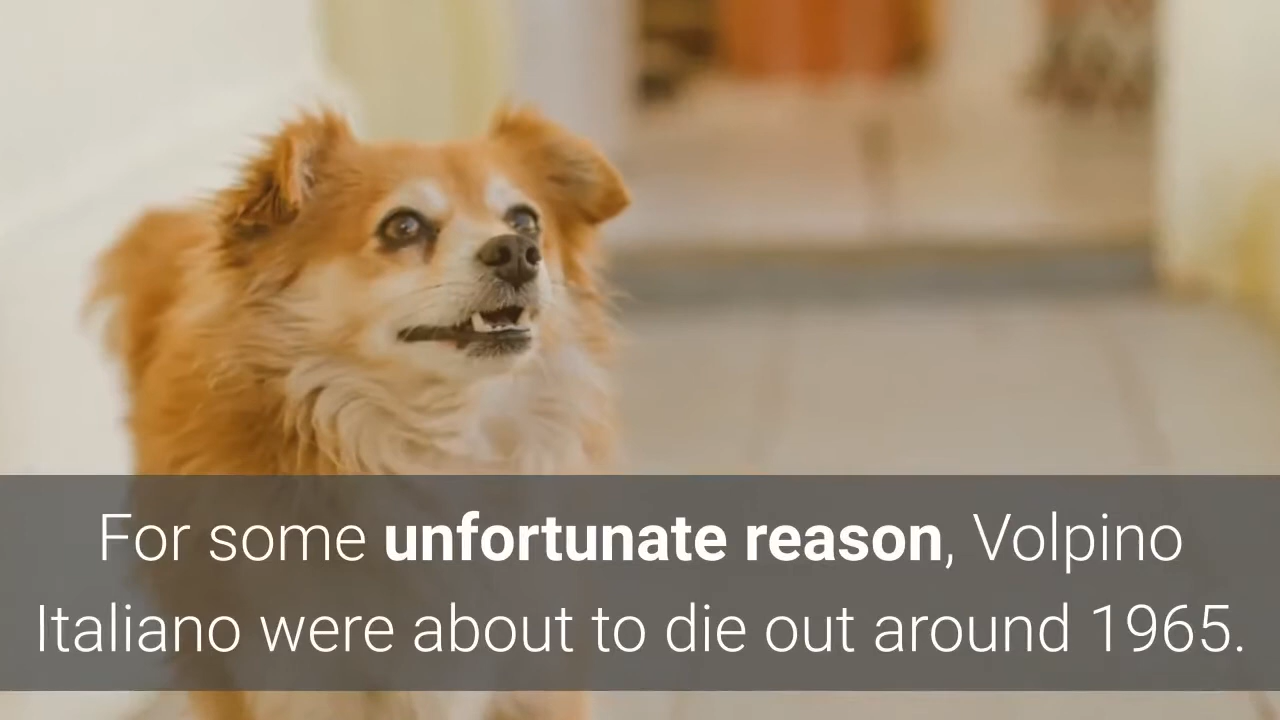 For some unfortunate reason, Volpino
Italiano were about to die out around 1965.